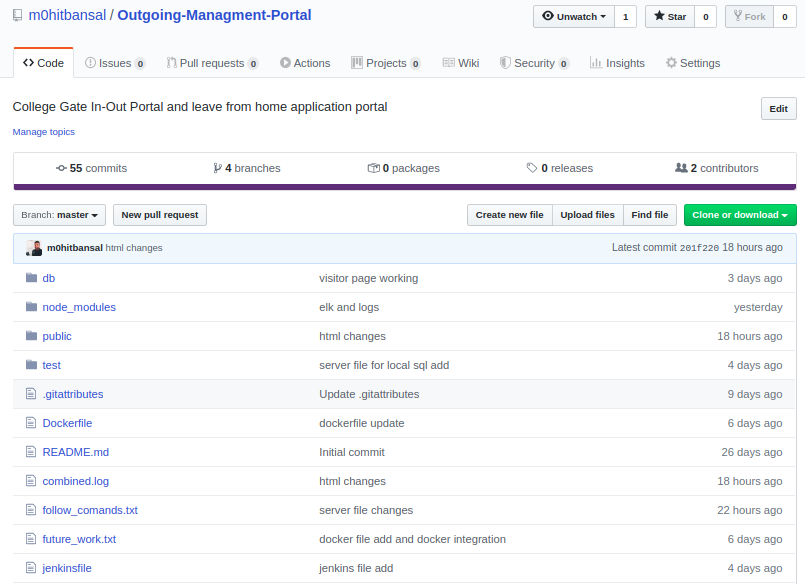 m0hitbansal / Outgoing-Managment-Portal
Unwatch 1 Star 0 Fork 0
Code Issues 0 Pull requests 0 Actions Projects 0 Wiki Security 0 Insights Settings
College Gate In-Out Portal and leave from home application portal
Edit
Manage topics
55 commits 4 branches 0 packages 0 releases 2 contributors
Branch: master New pull request Create new file Upload files Find file Clone or download
m0hitbansal html changes Latest commit 201f220 18 hours ago
db visitor page working 3 days ago
node_modules elk and logs yesterday
public html changes 18 hours ago
test server file for local sql add 4 days ago
.gitattributes Update .gitattributes 9 days ago
Dockerfile dockerfile update 6 days ago
README.md Initial commit 26 days ago
combined.log html changes 18 hours ago
follow_comands.txt server file changes 22 hours ago
future_work.txt docker file add and docker integration 6 days ago
jenkinsfile jenkins file add 4 days ago